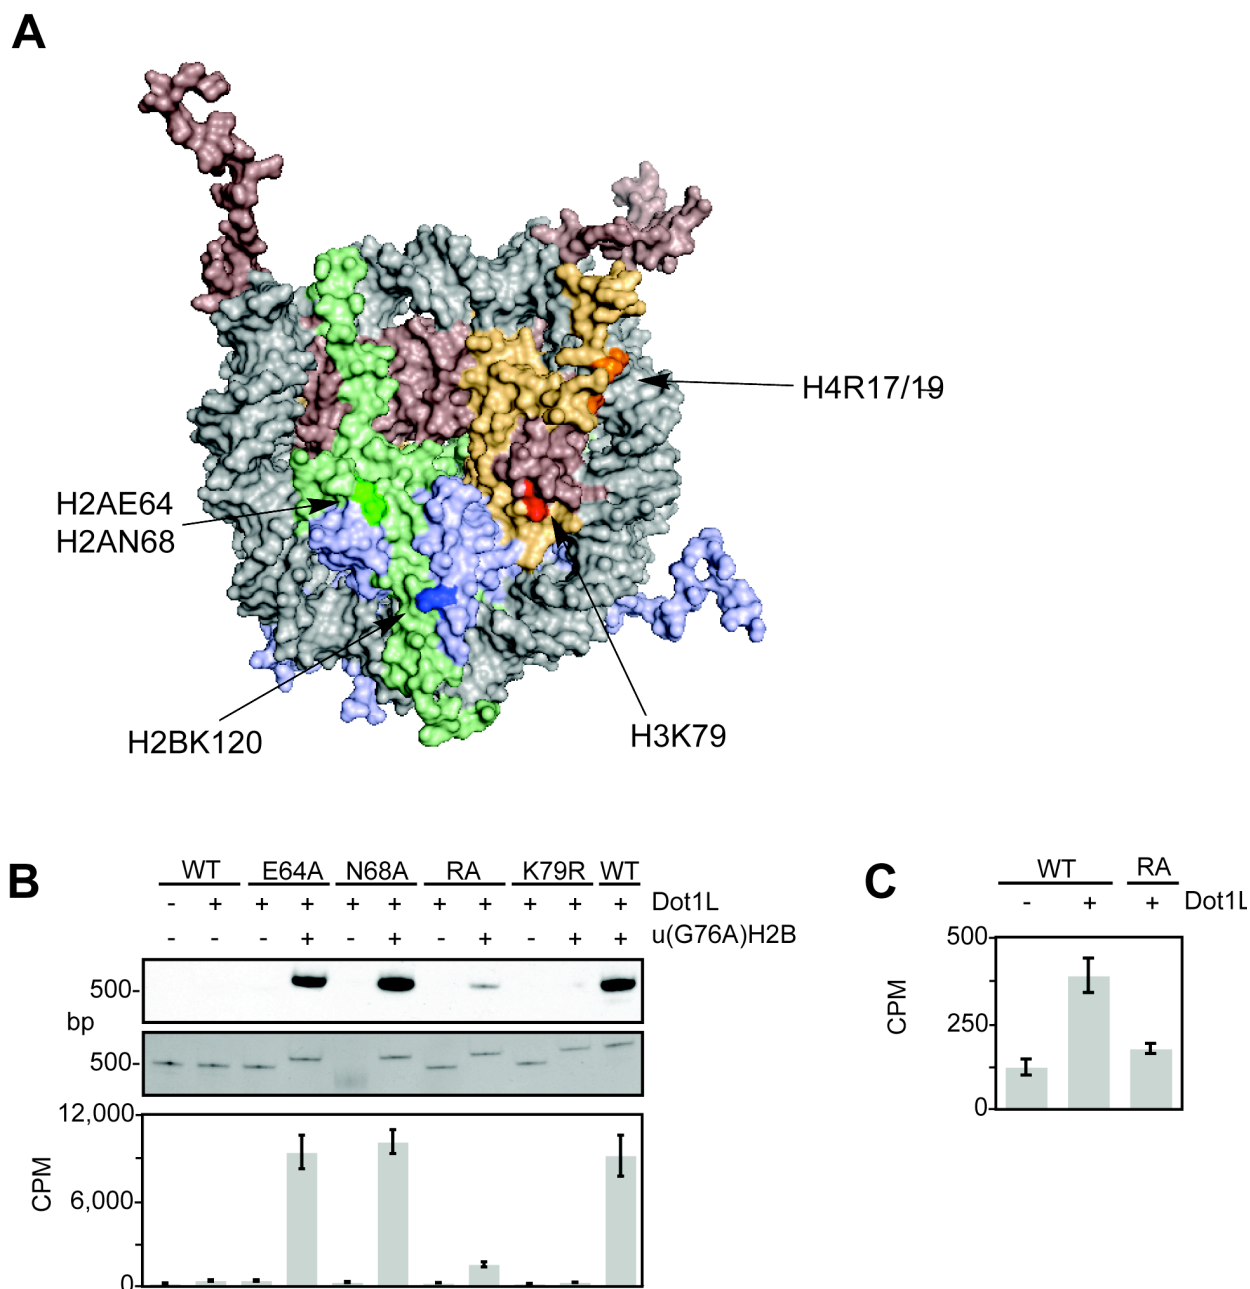 A
H4R17/19
H2AE64
H2AN68
H2BK120
H3K79
B
WT E64A N68A RA K79R WT
- + + + + + + + + + + Dot1L
- - - + - + - + - + + u(G76A)H2B
500-
bp
500-
12,000
CPM
6,000
0
C
WT RA
- + + Dot1L
500
CPM
250
0